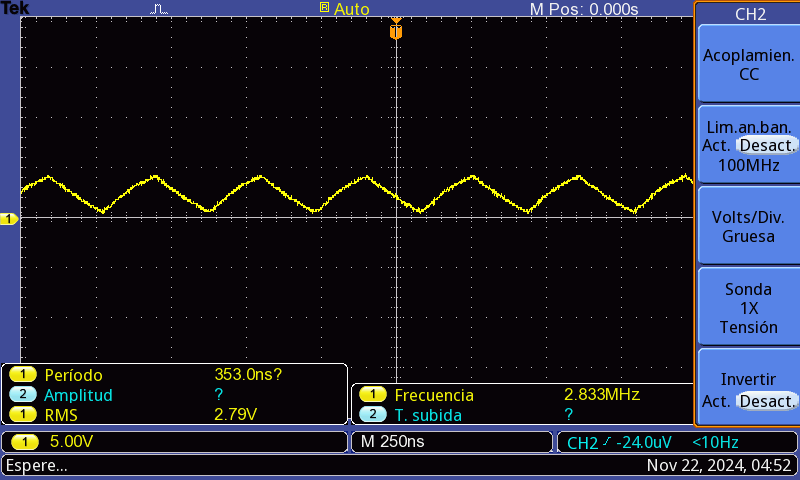 Tek R Auto M Pos: 0.000s
T
CH2
Acoplamien.
CC
Lim.an.ban.
Act. Desact.
100MHz
1
Volts/Div.
Gruesa
Sonda
1X
Tensión
Invertir
Act. Desact.
1 Período 353.0ns?
2 Amplitud ?
1 RMS 2.79V
1 Frecuencia 2.833MHz
2 T. subida ?
1 5.00V M 250ns CH2 -24.0uV <10Hz
Espere... Nov 22, 2024, 04:52